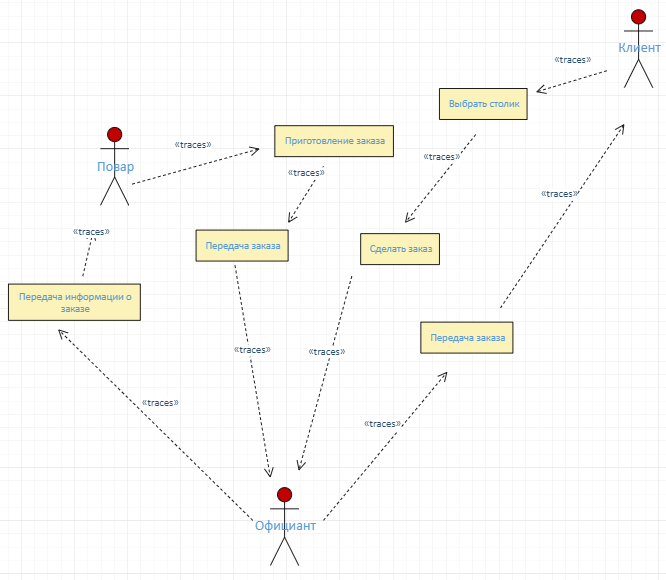 Клиент
«traces»
Выбрать столик
Приготовление заказа
«traces»
«traces»
Повар
«traces»
«traces»
«traces»
Передача заказа
Сделать заказ
Передача информации о
заказе
Передача заказа
«traces»
«traces»
«traces»
«traces»
Официант